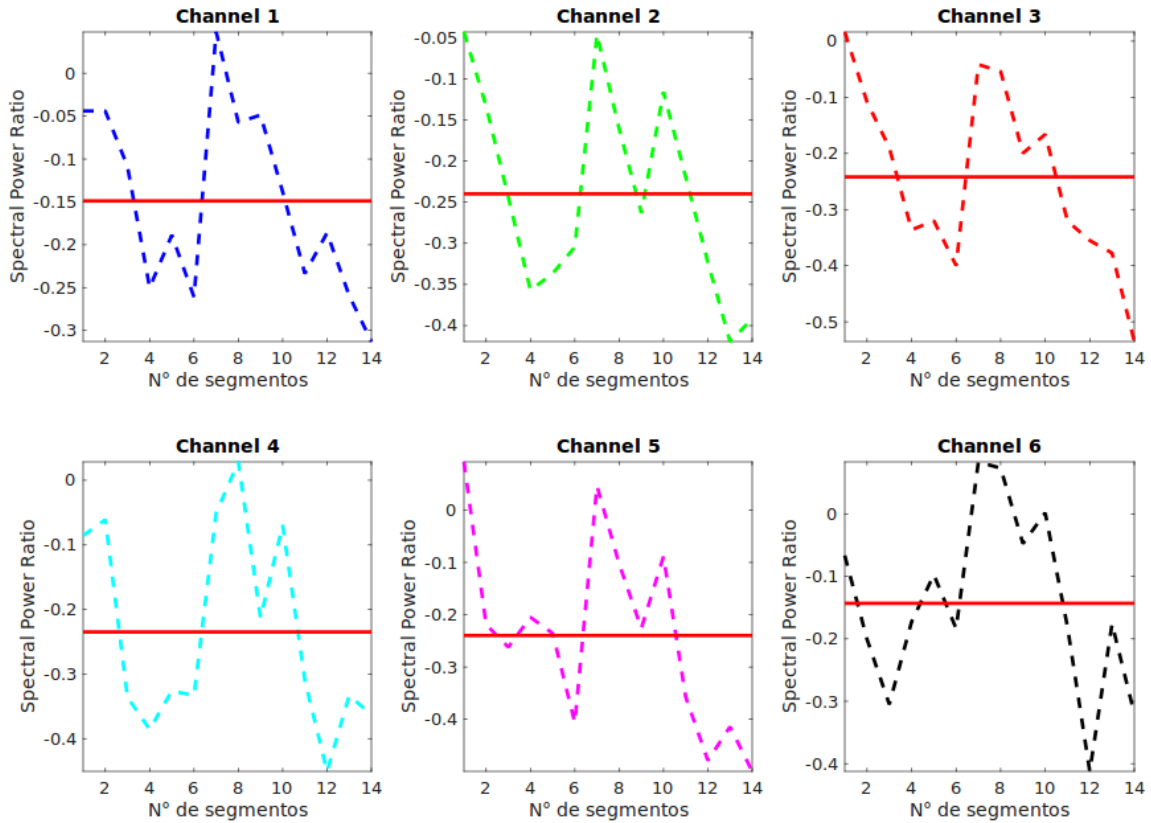 Channel 1
Spectral Power Ratio
0
-0.05
-0.1
-0.15
-0.2
-0.25
-0.3
2 4 6 8 10 12 14
N° de segmentos
Channel 2
Spectral Power Ratio
-0.05
-0.1
-0.15
-0.2
-0.25
-0.3
-0.35
-0.4
2 4 6 8 10 12 14
N° de segmentos
Channel 3
Spectral Power Ratio
0
-0.1
-0.2
-0.3
-0.4
-0.5
2 4 6 8 10 12 14
N° de segmentos
Channel 4
Spectral Power Ratio
0
-0.1
-0.2
-0.3
-0.4
2 4 6 8 10 12 14
N° de segmentos
Channel 5
Spectral Power Ratio
0
-0.1
-0.2
-0.3
-0.4
2 4 6 8 10 12 14
N° de segmentos
Channel 6
Spectral Power Ratio
0
-0.1
-0.2
-0.3
-0.4
2 4 6 8 10 12 14
N° de segmentos